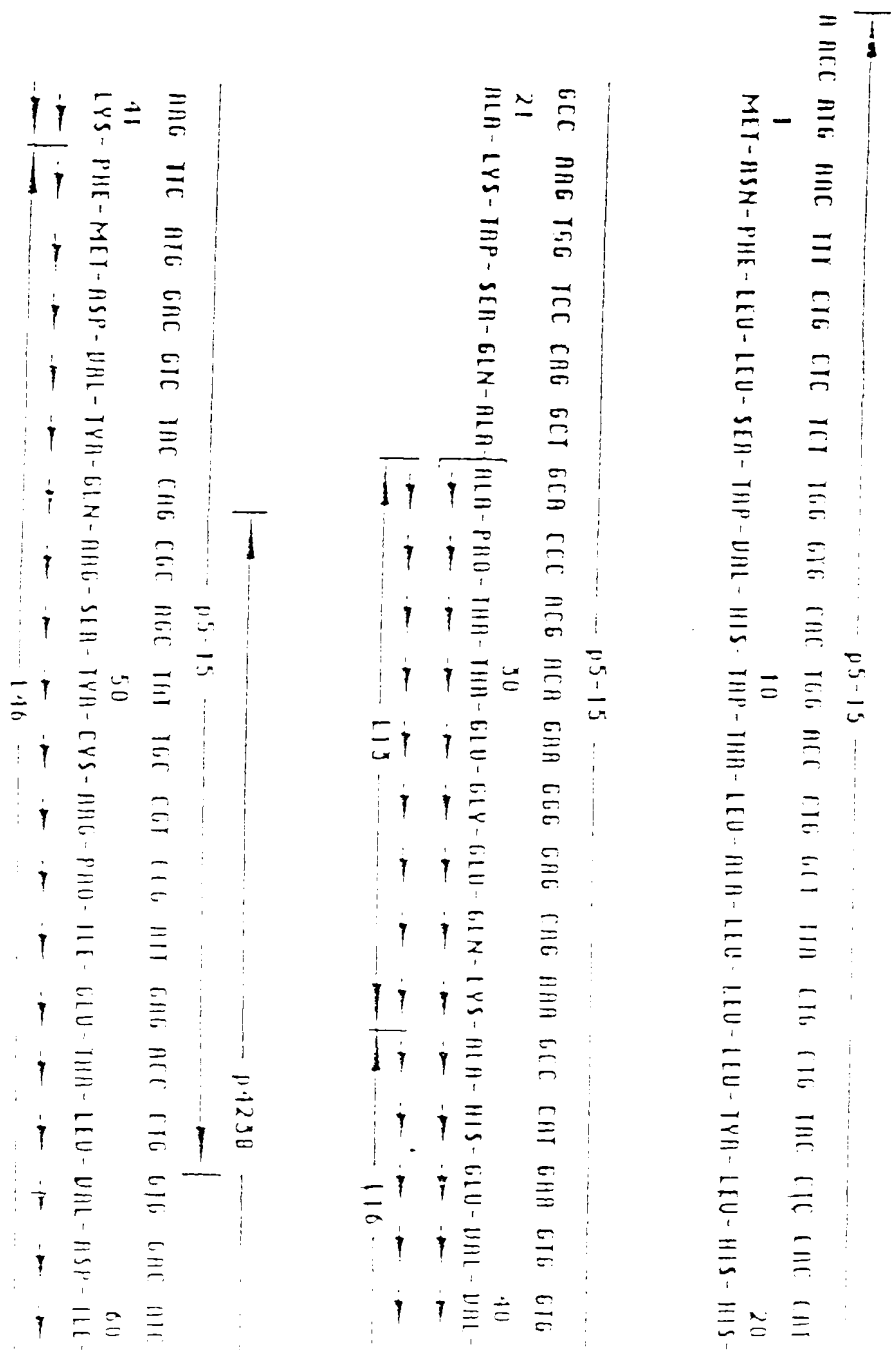 p5-15
A ACC ATG AAC TTT CTG CTC TCT TGG GTG CAC TGG ACC CTG GCT TTA CTG CTG TAC CTC CAC CAT
1 10 20
MET-ASN-PHE-LEU-LEU-SER-TRP-VAL-HIS-TRP-THR-LEU-ALA-LEU-LEU-LEU-TYR-LEU-HIS-HIS-
p5-15
GCC AAG TGG TCC CAG GCT GCA CCC ACG ACA GAA GGG GAG CAG AAA GCC CAT GAA GTG GTG
21 30 40
ALA-LYS-TRP-SER-GLN-ALA-ALA-PRO-THR-THR-GLU-GLY-GLU-GLN-LYS-ALA-HIS-GLU-VAL-VAL-
L13 L16
p4238
p5-15
AAG TTC ATG GAC GTC TAC CAG CGC AGC TGT TGC CGT CCG ATT GAG ACC CTG GTG GAC ATC
41 50 60
LYS-PHE-MET-ASP-VAL-TYR-GLN-ARG-SER-TYR-CYS-ARG-PRO-ILE-GLU-THR-LEU-VAL-ASP-ILE-
L46